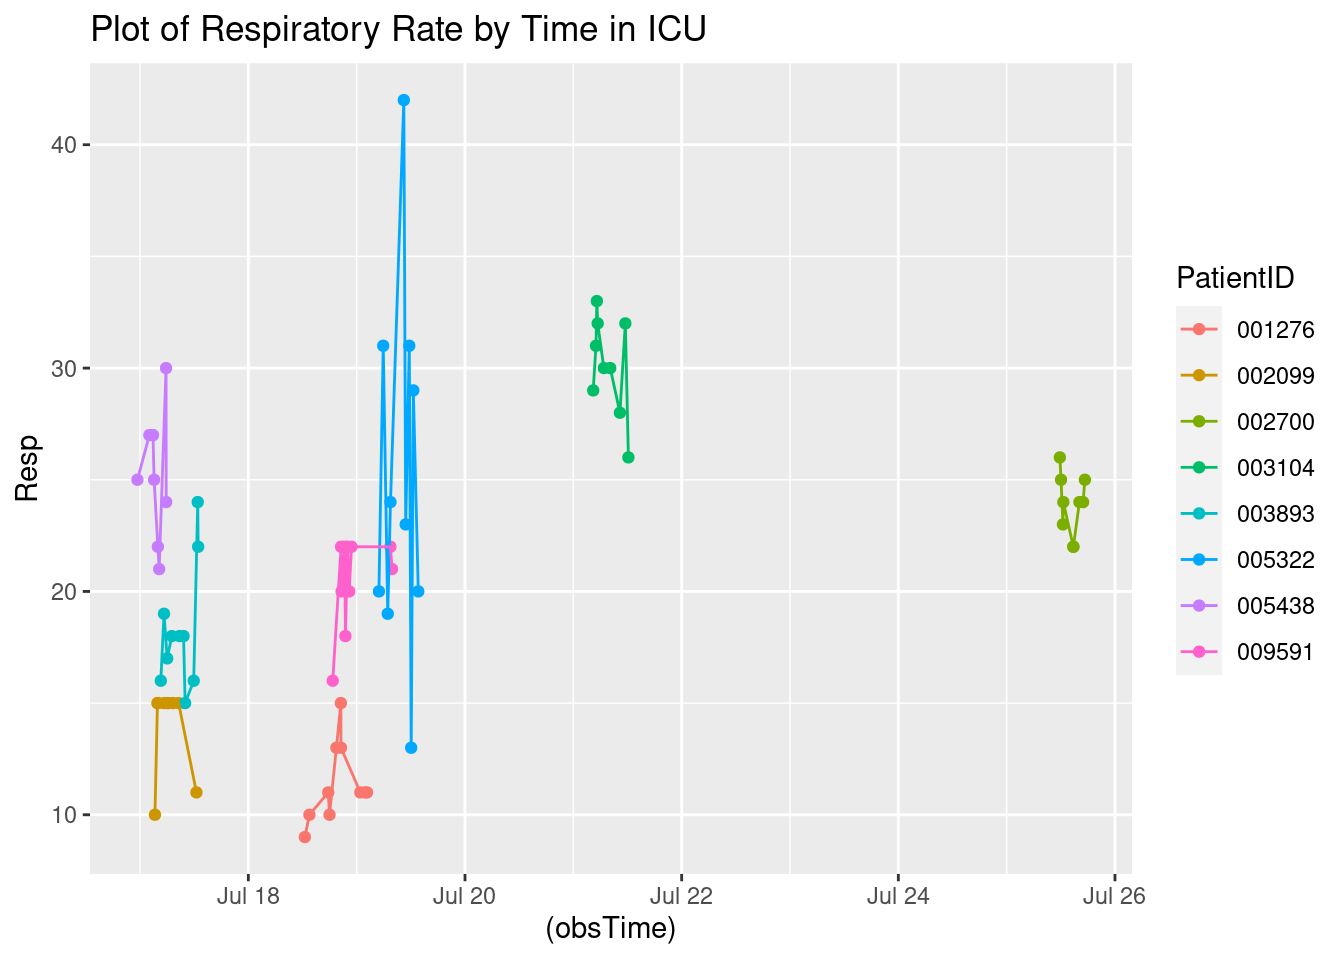 Plot of Respiratory Rate by Time in ICU
40
30
20
10
Resp
Jul 18
Jul 20
Jul 22
Jul 24
Jul 26
(obsTime)
PatientID
001276
002099
002700
003104
003893
005322
005438
009591